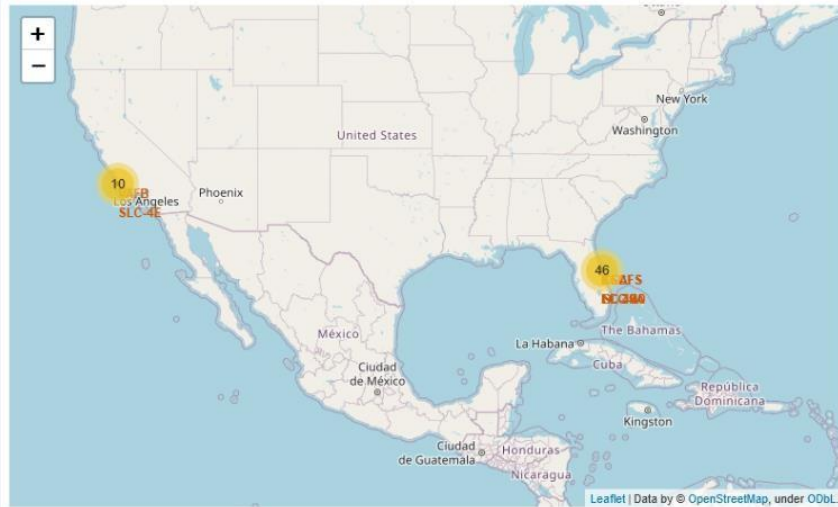 Ottawa
+
−
New York
Washington
United States
10
Los Angeles
Phoenix
SLC-4E
46
The Bahamas
México
La Habana
Cuba
Ciudad
de México
República
Dominicana
Kingston
Ciudad
de Guatemala
Honduras
Nicaragua
Leaflet | Data by © OpenStreetMap, under ODbL.